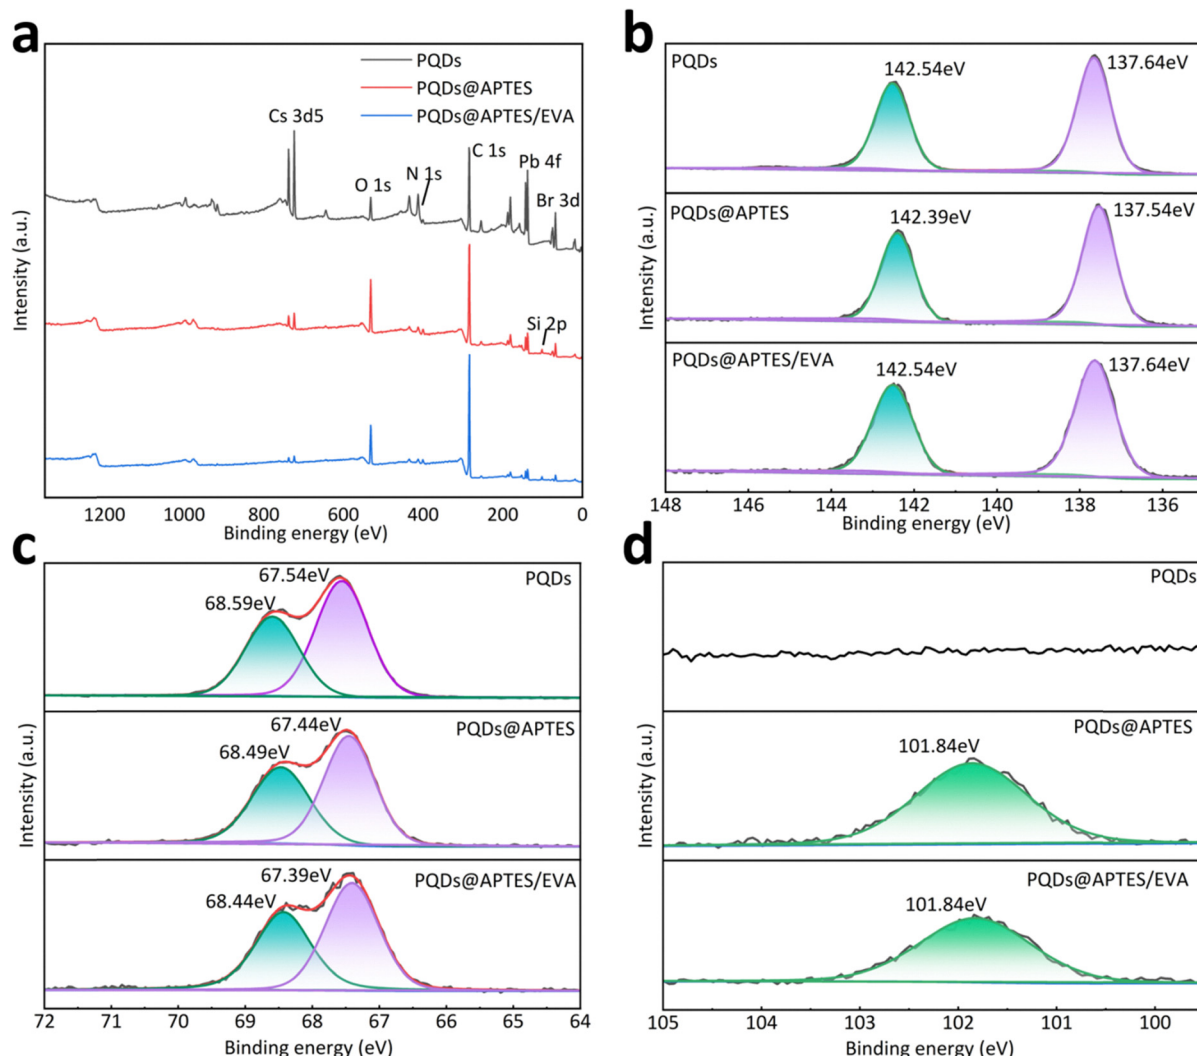 a
PQDs
PQDs@APTES
PQDs@APTES/EVA
Cs 3d5
O 1s
N 1s
C 1s
Pb 4f
Br 3d
Si 2p
Intensity (a.u.)
1200 1000 800 600 400 200 0
Binding energy (eV)
b
PQDs
142.54eV
137.64eV
PQDs@APTES
142.39eV
137.54eV
PQDs@APTES/EVA
142.54eV
137.64eV
Intensity (a.u.)
148 146 144 142 140 138 136
Binding energy (eV)
c
67.54eV
PQDs
68.59eV
67.44eV
PQDs@APTES
68.49eV
67.39eV
PQDs@APTES/EVA
68.44eV
Intensity (a.u.)
72 71 70 69 68 67 66 65 64
Binding energy (eV)
d
PQDs
PQDs@APTES
101.84eV
PQDs@APTES/EVA
101.84eV
Intensity (a.u.)
105 104 103 102 101 100
Binding energy (eV)